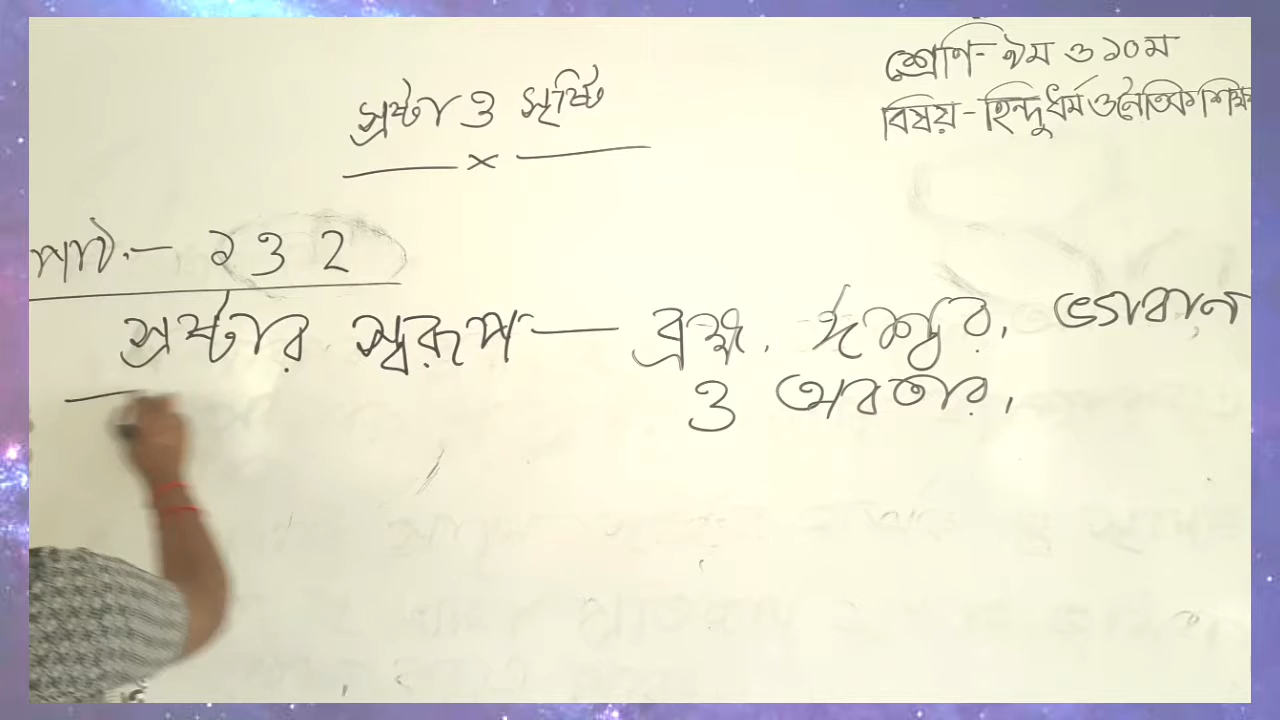 শ্রেণি- ৯ম ও ১০ম
বিষয়-হিন্দুধর্ম ও নৈতিক শিক্ষা
স্রষ্টা ও সৃষ্টি
পাঠ.- ১ ও ২
স্রষ্টার স্বরূপ — ব্রহ্ম, ঈশ্বর, ভগবান
ও অবতার,